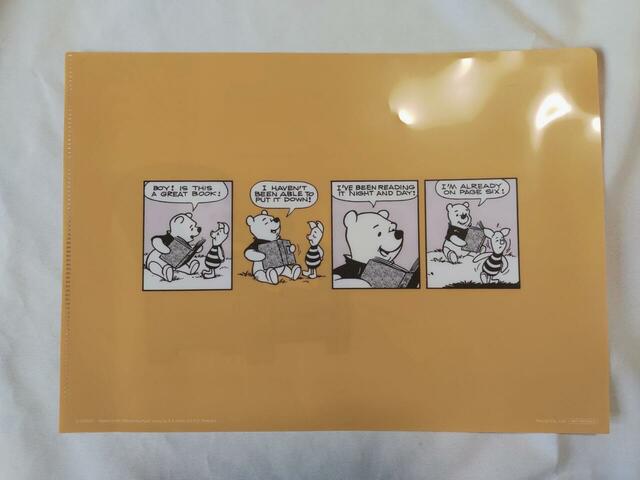 BOY! IS THIS
A GREAT BOOK!
I HAVEN'T
BEEN ABLE TO
PUT IT DOWN!
I'VE BEEN READING
IT NIGHT AND DAY!
I'M ALREADY
ON PAGE SIX!